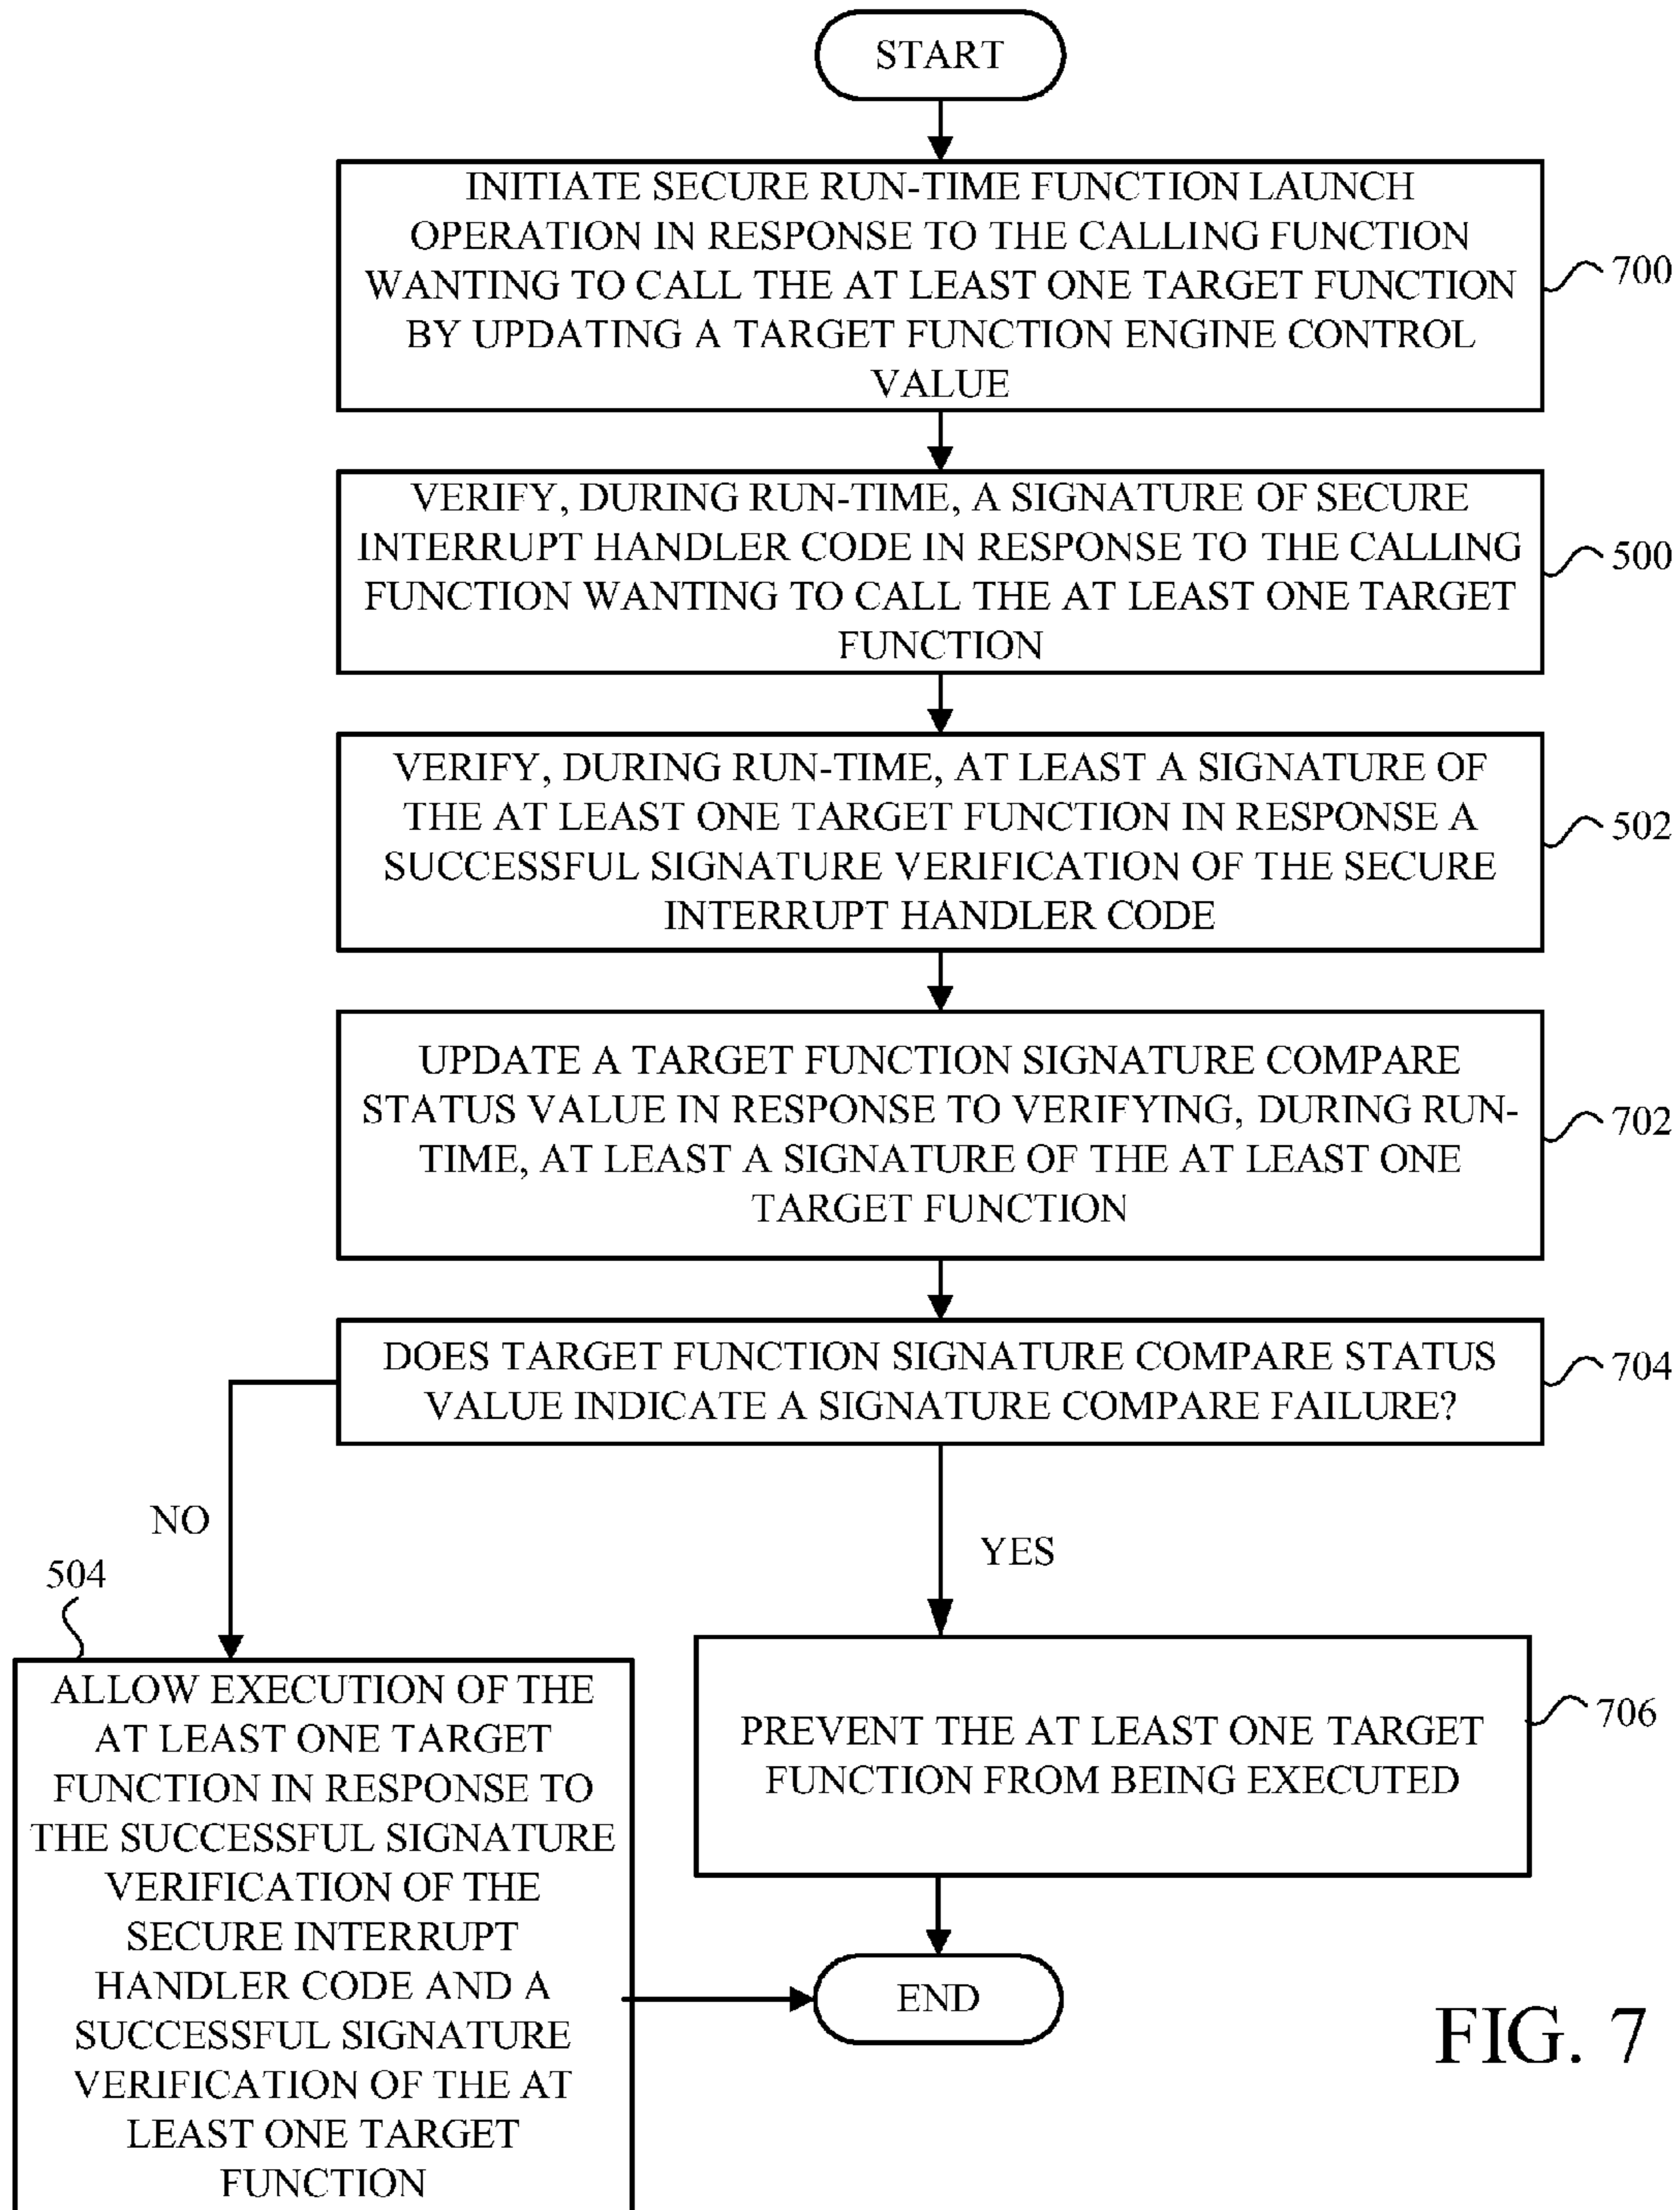 START
INITIATE SECURE RUN-TIME FUNCTION LAUNCH
OPERATION IN RESPONSE TO THE CALLING FUNCTION
WANTING TO CALL THE AT LEAST ONE TARGET FUNCTION
BY UPDATING A TARGET FUNCTION ENGINE CONTROL
VALUE
700
VERIFY, DURING RUN-TIME, A SIGNATURE OF SECURE
INTERRUPT HANDLER CODE IN RESPONSE TO THE CALLING
FUNCTION WANTING TO CALL THE AT LEAST ONE TARGET
FUNCTION
500
VERIFY, DURING RUN-TIME, AT LEAST A SIGNATURE OF
THE AT LEAST ONE TARGET FUNCTION IN RESPONSE A
SUCCESSFUL SIGNATURE VERIFICATION OF THE SECURE
INTERRUPT HANDLER CODE
502
UPDATE A TARGET FUNCTION SIGNATURE COMPARE
STATUS VALUE IN RESPONSE TO VERIFYING, DURING RUN-
TIME, AT LEAST A SIGNATURE OF THE AT LEAST ONE
TARGET FUNCTION
702
DOES TARGET FUNCTION SIGNATURE COMPARE STATUS
VALUE INDICATE A SIGNATURE COMPARE FAILURE?
704
NO
YES
504
ALLOW EXECUTION OF THE
AT LEAST ONE TARGET
FUNCTION IN RESPONSE TO
THE SUCCESSFUL SIGNATURE
VERIFICATION OF THE
SECURE INTERRUPT
HANDLER CODE AND A
SUCCESSFUL SIGNATURE
VERIFICATION OF THE AT
LEAST ONE TARGET
FUNCTION
PREVENT THE AT LEAST ONE TARGET
FUNCTION FROM BEING EXECUTED
706
END
FIG. 7